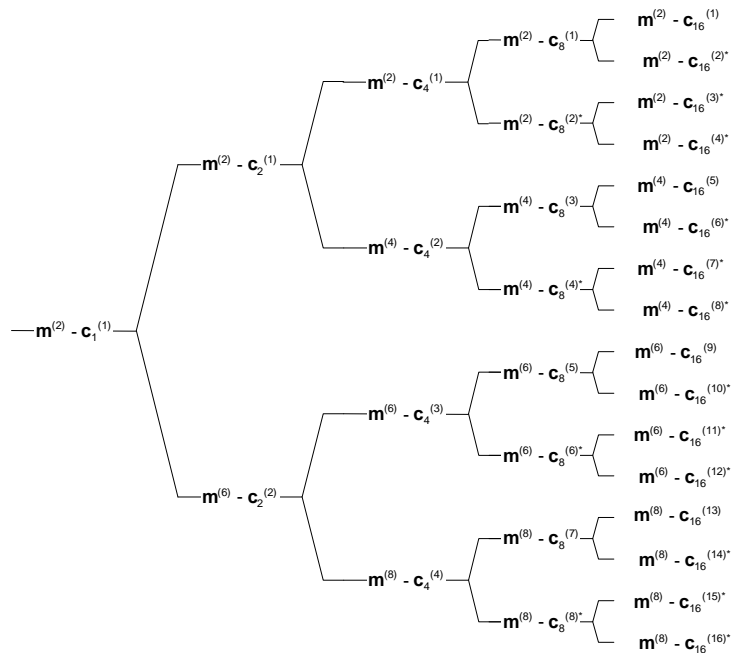 m(2) - c16(1)
m(2) - c8(1)
m(2) - c16(2)*
m(2) - c4(1)
m(2) - c16(3)*
m(2) - c8(2)*
m(2) - c16(4)*
m(2) - c2(1)
m(4) - c16(5)
m(4) - c8(3)
m(4) - c16(6)*
m(4) - c4(2)
m(4) - c16(7)*
m(4) - c8(4)*
m(4) - c16(8)*
m(2) - c1(1)
m(6) - c16(9)
m(6) - c8(5)
m(6) - c16(10)*
m(6) - c4(3)
m(6) - c16(11)*
m(6) - c8(6)*
m(6) - c16(12)*
m(6) - c2(2)
m(8) - c16(13)
m(8) - c8(7)
m(8) - c16(14)*
m(8) - c4(4)
m(8) - c16(15)*
m(8) - c8(8)*
m(8) - c16(16)*